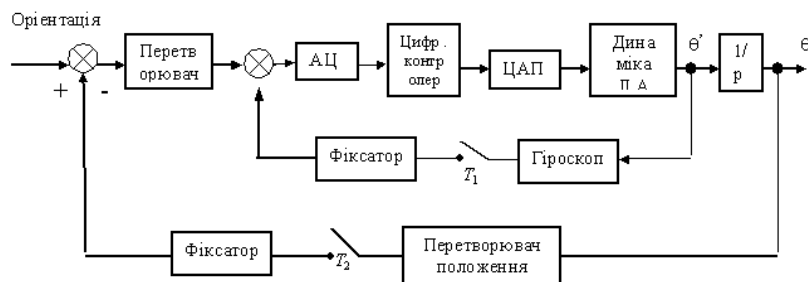 Орієнтація
+
-
Перетв
орювач
АЦ
Цифр.
контр
олер
ЦАП
Дина
міка
П А
Θ'
1/
р
Θ
Фіксатор
T1
Гіроскоп
Фіксатор
T2
Перетворювач
положення